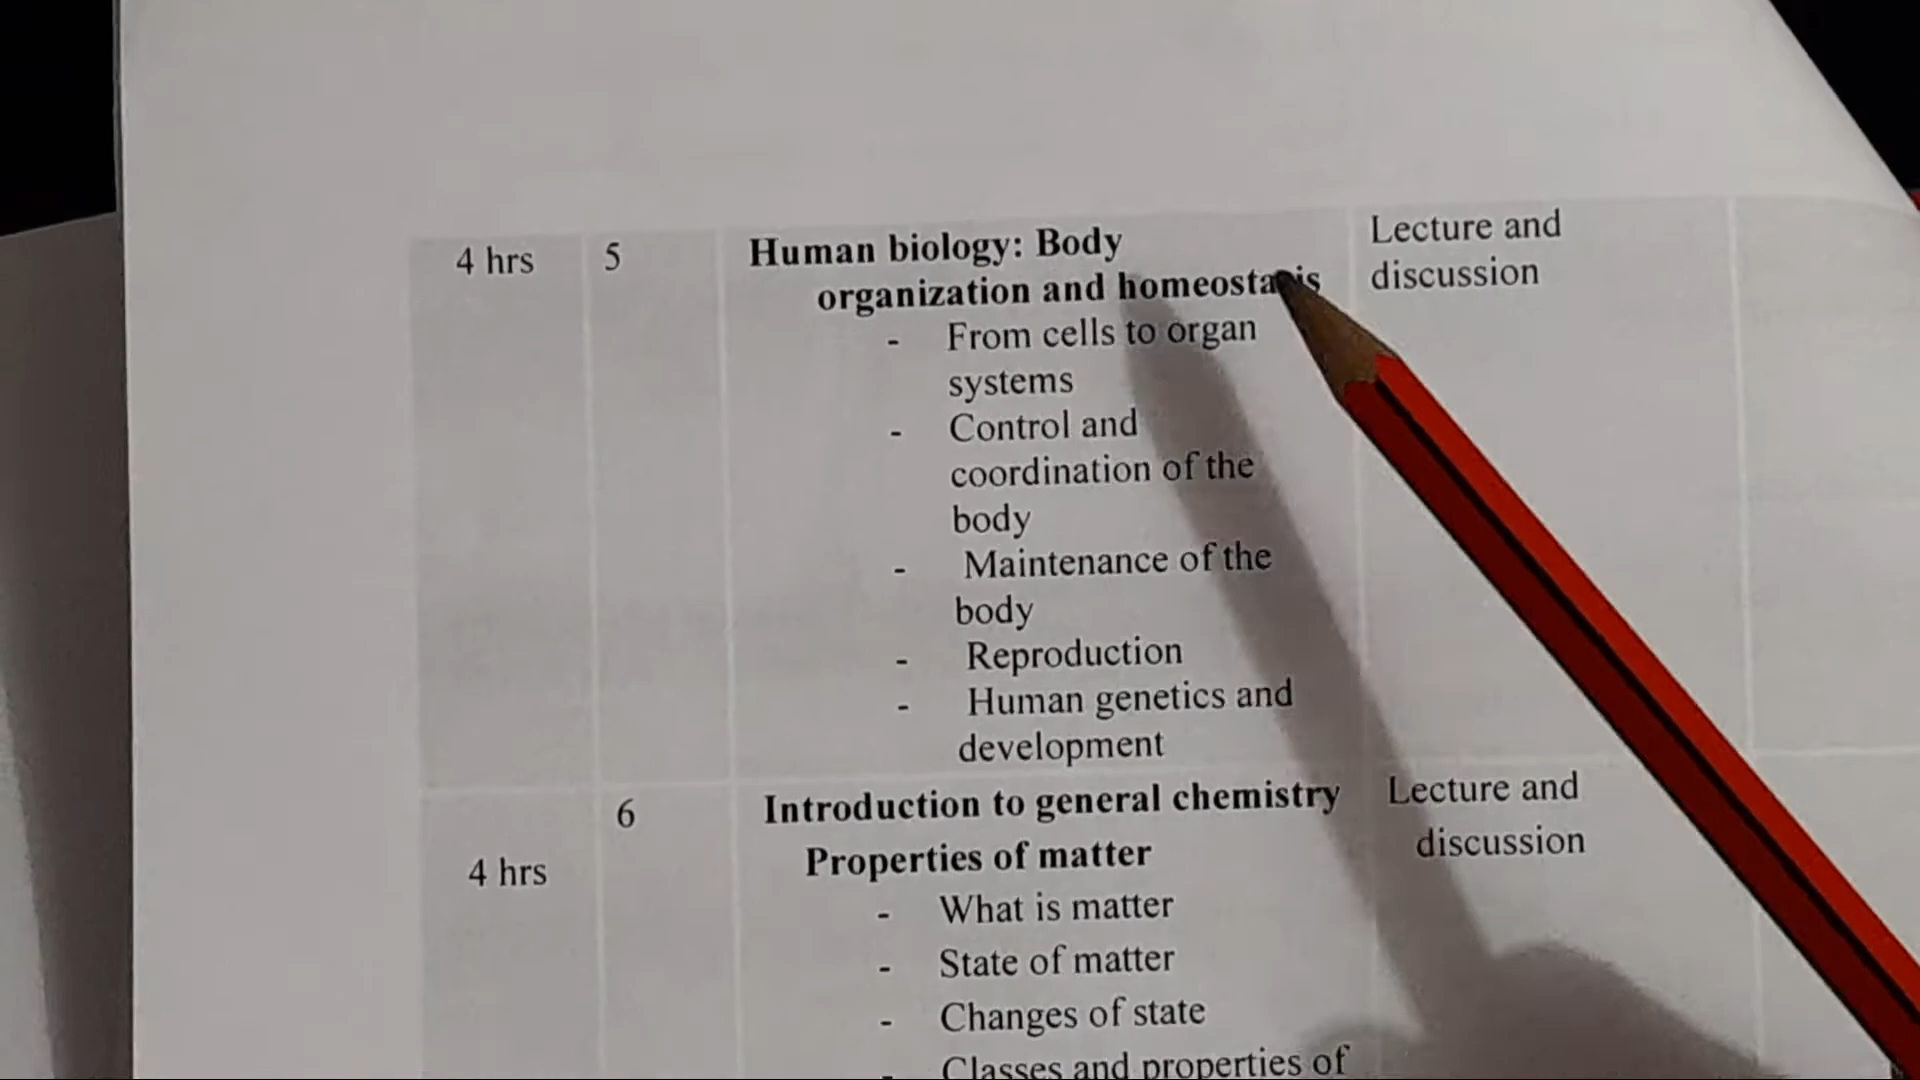 4 hrs 5 Human biology: Body Lecture and
organization and homeostasis discussion
- From cells to organ
systems
- Control and
coordination of the
body
- Maintenance of the
body
- Reproduction
- Human genetics and
development
6 Introduction to general chemistry Lecture and
4 hrs Properties of matter discussion
- What is matter
- State of matter
- Changes of state
- Classes and properties of